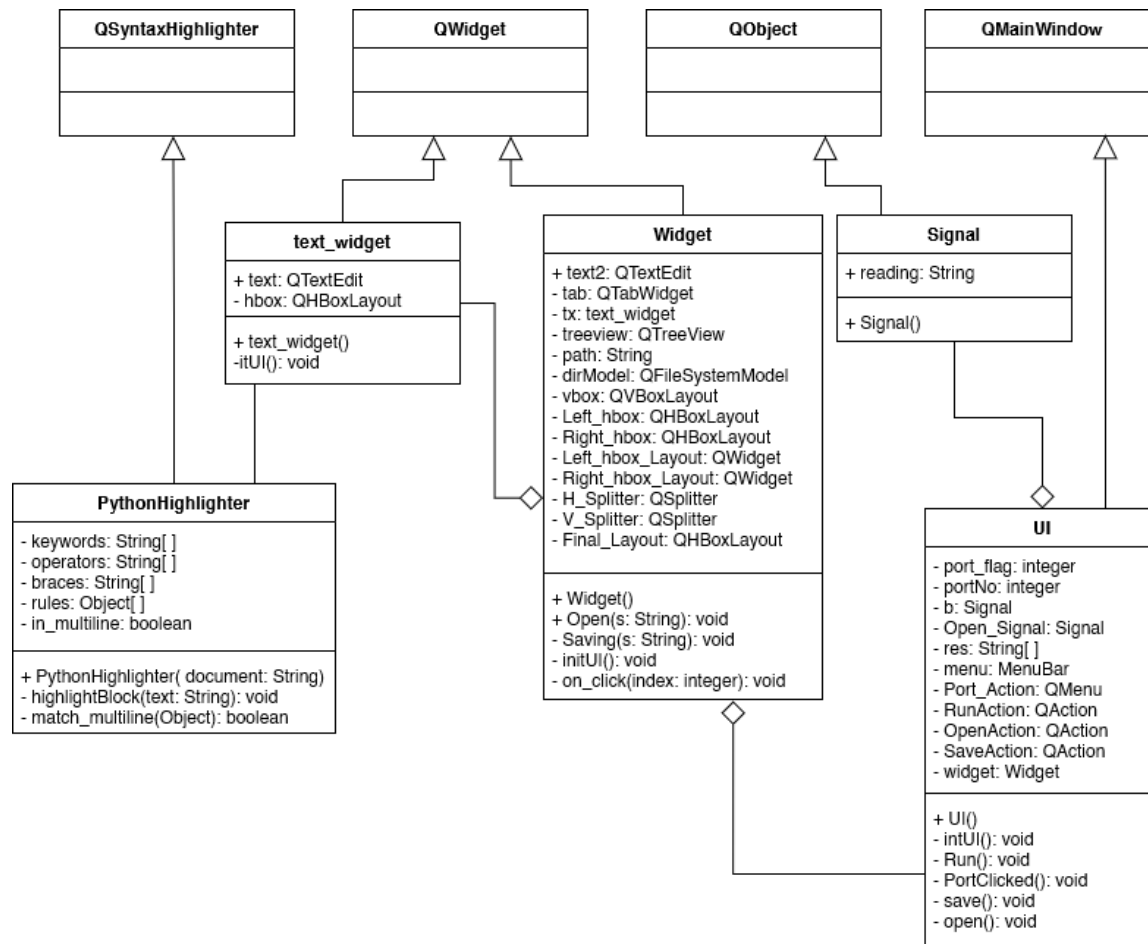 QSyntaxHighlighter
QWidget
QObject
QMainWindow
text_widget
+ text: QTextEdit
- hbox: QHBoxLayout
+ text_widget()
-itUI(): void
Widget
+ text2: QTextEdit
- tab: QTabWidget
- tx: text_widget
- treeview: QTreeView
- path: String
- dirModel: QFileSystemModel
- vbox: QVBoxLayout
- Left_hbox: QHBoxLayout
- Right_hbox: QHBoxLayout
- Left_hbox_Layout: QWidget
- Right_hbox_Layout: QWidget
- H_Splitter: QSplitter
- V_Splitter: QSplitter
- Final_Layout: QHBoxLayout
+ Widget()
+ Open(s: String): void
- Saving(s: String): void
- initUI(): void
- on_click(index: integer): void
Signal
+ reading: String
+ Signal()
PythonHighlighter
- keywords: String[ ]
- operators: String[ ]
- braces: String[ ]
- rules: Object[ ]
- in_multiline: boolean
+ PythonHighlighter( document: String)
- highlightBlock(text: String): void
- match_multiline(Object): boolean
UI
- port_flag: integer
- portNo: integer
- b: Signal
- Open_Signal: Signal
- res: String[ ]
- menu: MenuBar
- Port_Action: QMenu
- RunAction: QAction
- OpenAction: QAction
- SaveAction: QAction
- widget: Widget
+ UI()
- intUI(): void
- Run(): void
- PortClicked(): void
- save(): void
- open(): void